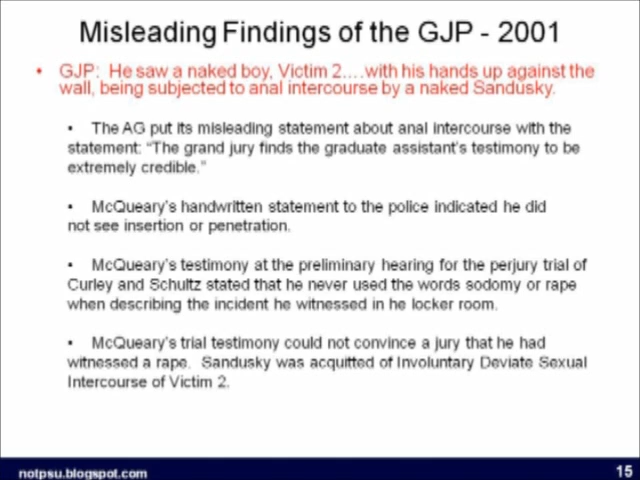 Misleading Findings of the GJP - 2001
• GJP: He saw a naked boy, Victim 2....with his hands up against the
wall, being subjected to anal intercourse by a naked Sandusky.
• The AG put its misleading statement about anal intercourse with the
statement: “The grand jury finds the graduate assistant's testimony to be
extremely credible.”
• McQueary's handwritten statement to the police indicated he did
not see insertion or penetration.
• McQueary's testimony at the preliminary hearing for the perjury trial of
Curley and Schultz stated that he never used the words sodomy or rape
when describing the incident he witnessed in he locker room.
• McQueary's trial testimony could not convince a jury that he had
witnessed a rape. Sandusky was acquitted of Involuntary Deviate Sexual
Intercourse of Victim 2.
notpsu.blogspot.com
15